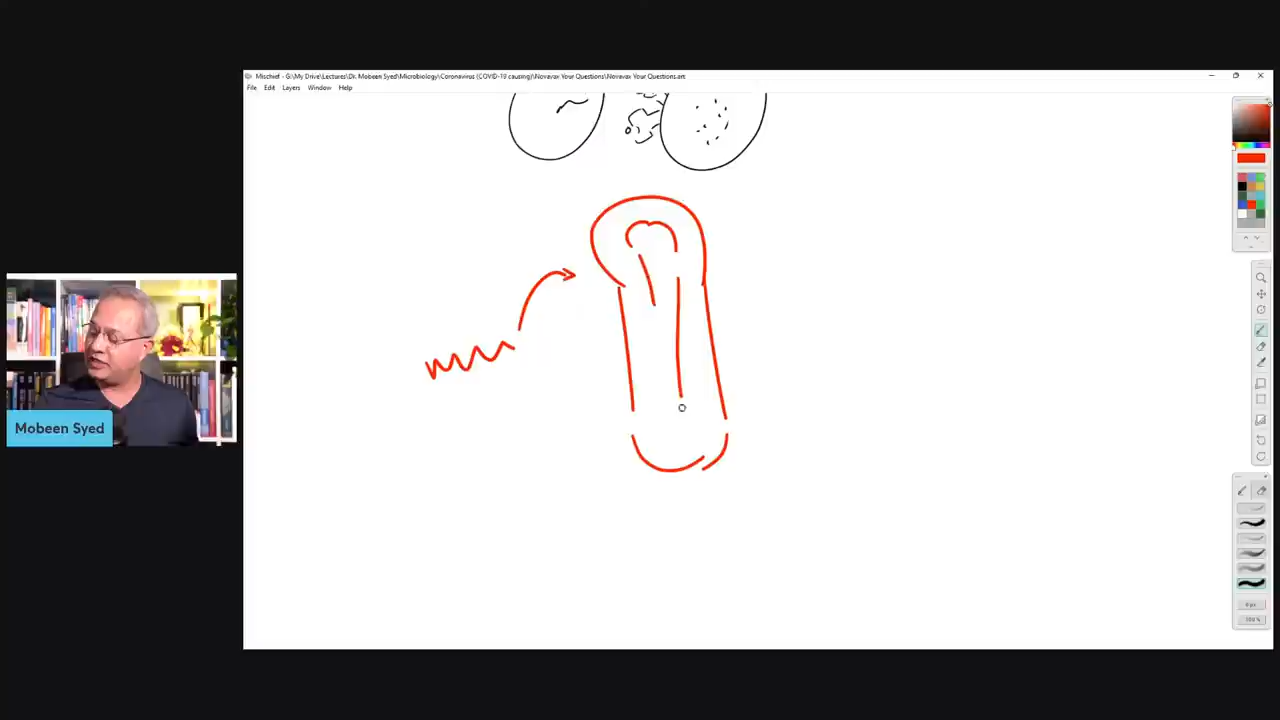 Mischief - G:\My Drive\Lectures\Dr. Mobeen Syed\Microbiology\Coronavirus (COVID-19 causing)\Novavax Your Questions\Novavax Your Questions.art
File Edit Layers Window Help
Mobeen Syed